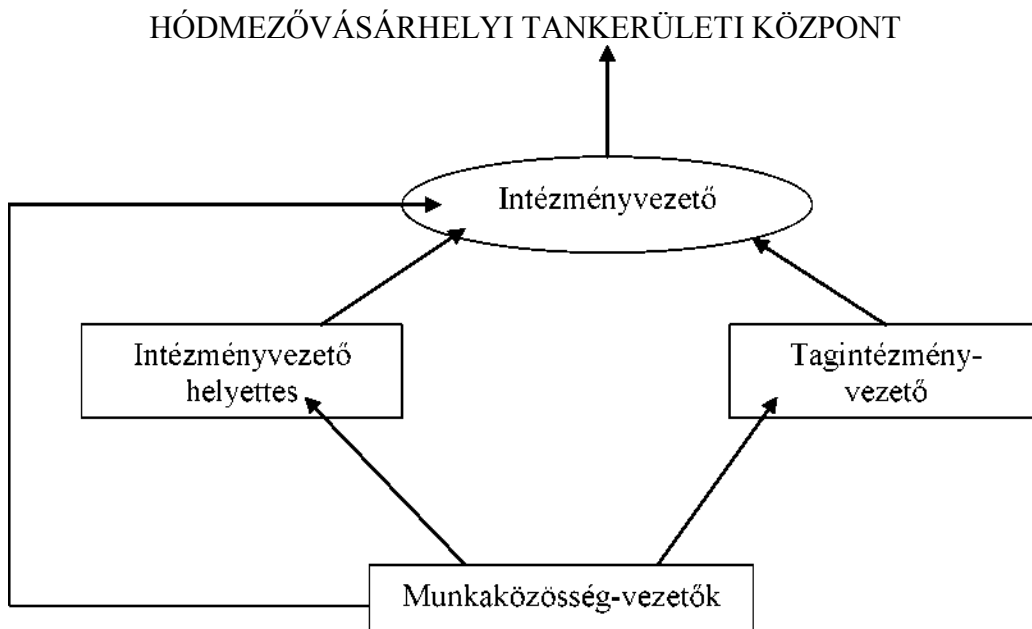 HÓDMEZŐVÁSÁRHELYI TANKERÜLETI KÖZPONT
Intézményvezető
Intézményvezető
helyettes
Tagintézmény-
vezető
Munkaközösség-vezetők